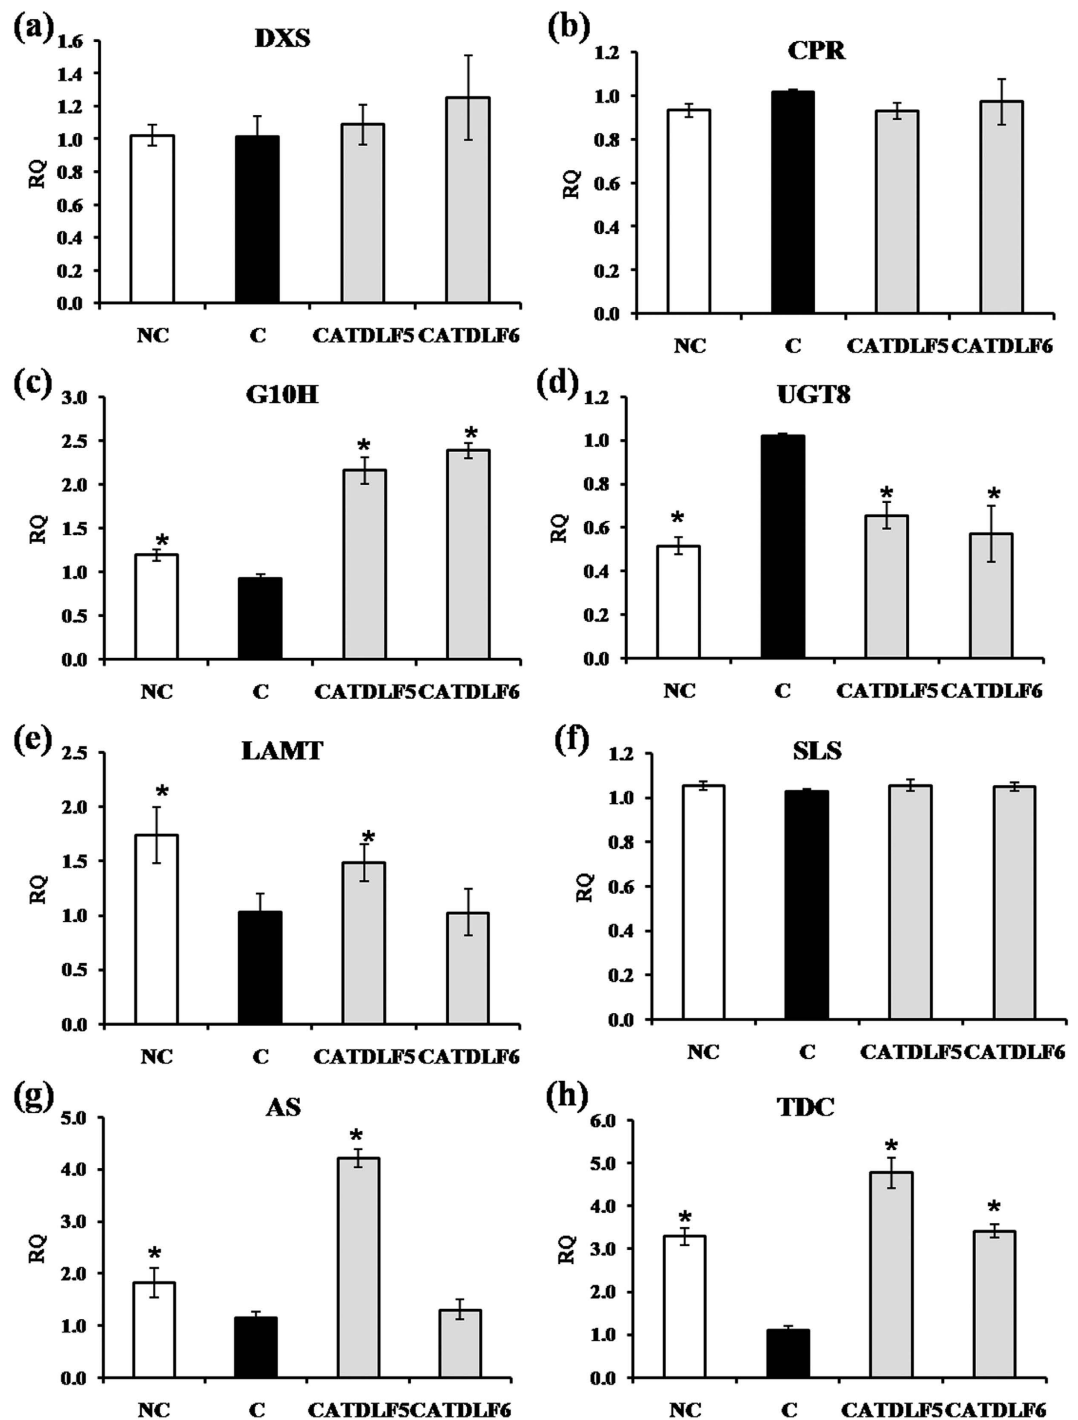 (a)
DXS
1.6
1.4
1.2
1.0
0.8
0.6
0.4
0.2
0.0
RQ
NC C CATDLF5 CATDLF6
(b)
CPR
1.2
1.0
0.8
0.6
0.4
0.2
0.0
RQ
NC C CATDLF5 CATDLF6
(c)
G10H
3.0
2.5
2.0
1.5
1.0
0.5
0.0
RQ
* * *
NC C CATDLF5 CATDLF6
(d)
UGT8
1.2
1.0
0.8
0.6
0.4
0.2
0.0
RQ
* * *
NC C CATDLF5 CATDLF6
(e)
LAMT
2.5
2.0
1.5
1.0
0.5
0.0
RQ
* *
NC C CATDLF5 CATDLF6
(f)
SLS
1.2
1.0
0.8
0.6
0.4
0.2
0.0
RQ
NC C CATDLF5 CATDLF6
(g)
AS
5.0
4.0
3.0
2.0
1.0
0.0
RQ
* *
NC C CATDLF5 CATDLF6
(h)
TDC
6.0
5.0
4.0
3.0
2.0
1.0
0.0
RQ
* * *
NC C CATDLF5 CATDLF6